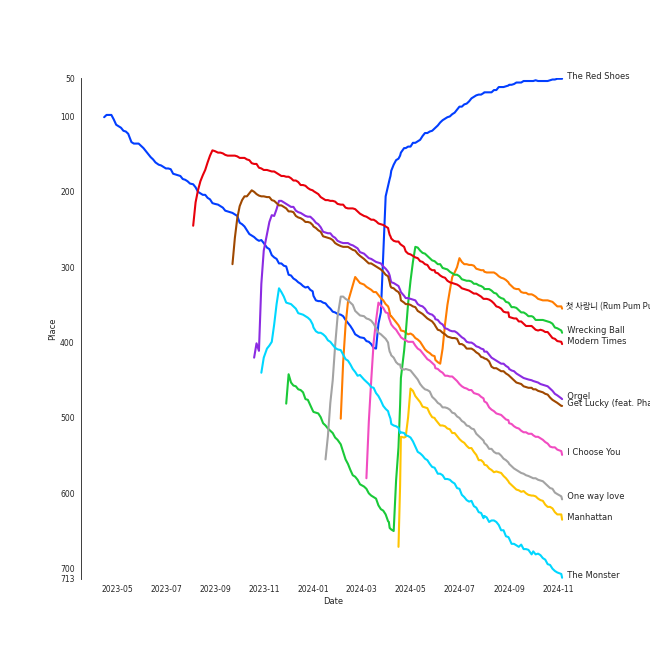 50
100
200
300
400
500
600
700
713
Place
2023-05 2023-07 2023-09 2023-11 2024-01 2024-03 2024-05 2024-07 2024-09 2024-11
Date
The Red Shoes
첫 사랑니 (Rum Pum
Wrecking Ball
Modern Times
Orgel
Get Lucky (feat.
I Choose You
One way love
Manhattan
The Monster